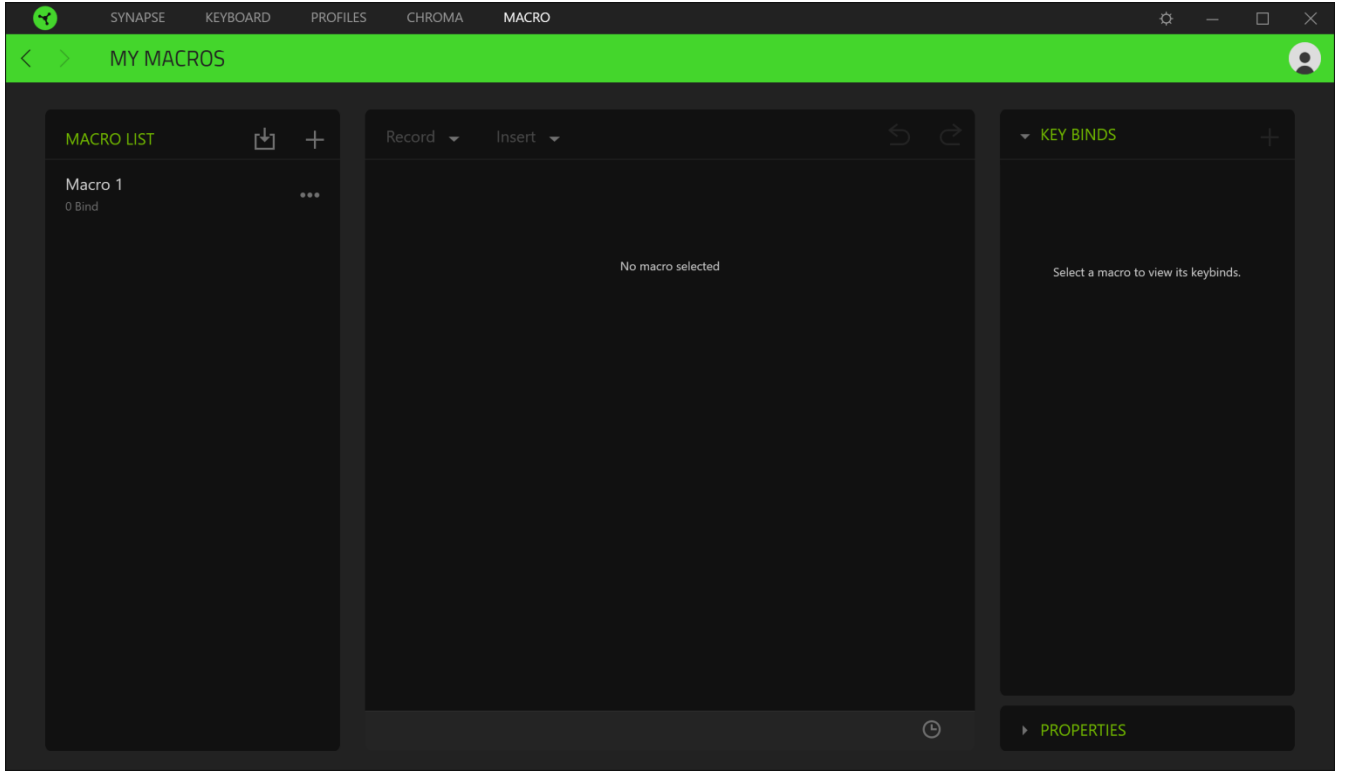 SYNAPSE KEYBOARD PROFILES CHROMA MACRO
MY MACROS
MACRO LIST
Macro 1
0 Bind
Record Insert
No macro selected
KEY BINDS
Select a macro to view its keybinds.
PROPERTIES